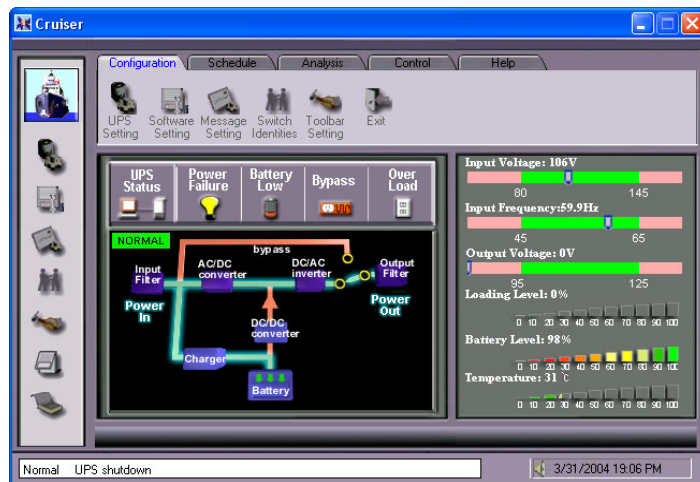 Cruiser
Configuration Schedule Analysis Control Help
UPS Setting
Software Setting
Message Setting
Switch Identities
Toolbar Setting
Exit
UPS Status
Power Failure
Battery Low
Bypass
Over Load
NORMAL
bypass
Input Filter
AC/DC converter
DC/AC inverter
Output Filter
Power In
Power Out
DC/DC converter
Charger
Battery
Input Voltage: 106V
80 145
Input Frequency:59.9Hz
45 65
Output Voltage: 0V
95 125
Loading Level: 0%
0 10 20 30 40 50 60 70 80 90 100
Battery Level: 98%
0 10 20 30 40 50 60 70 80 90 100
Temperature: 31 °C
0 10 20 30 40 50 60 70 80 90 100
Normal UPS shutdown
3/31/2004 19:06 PM